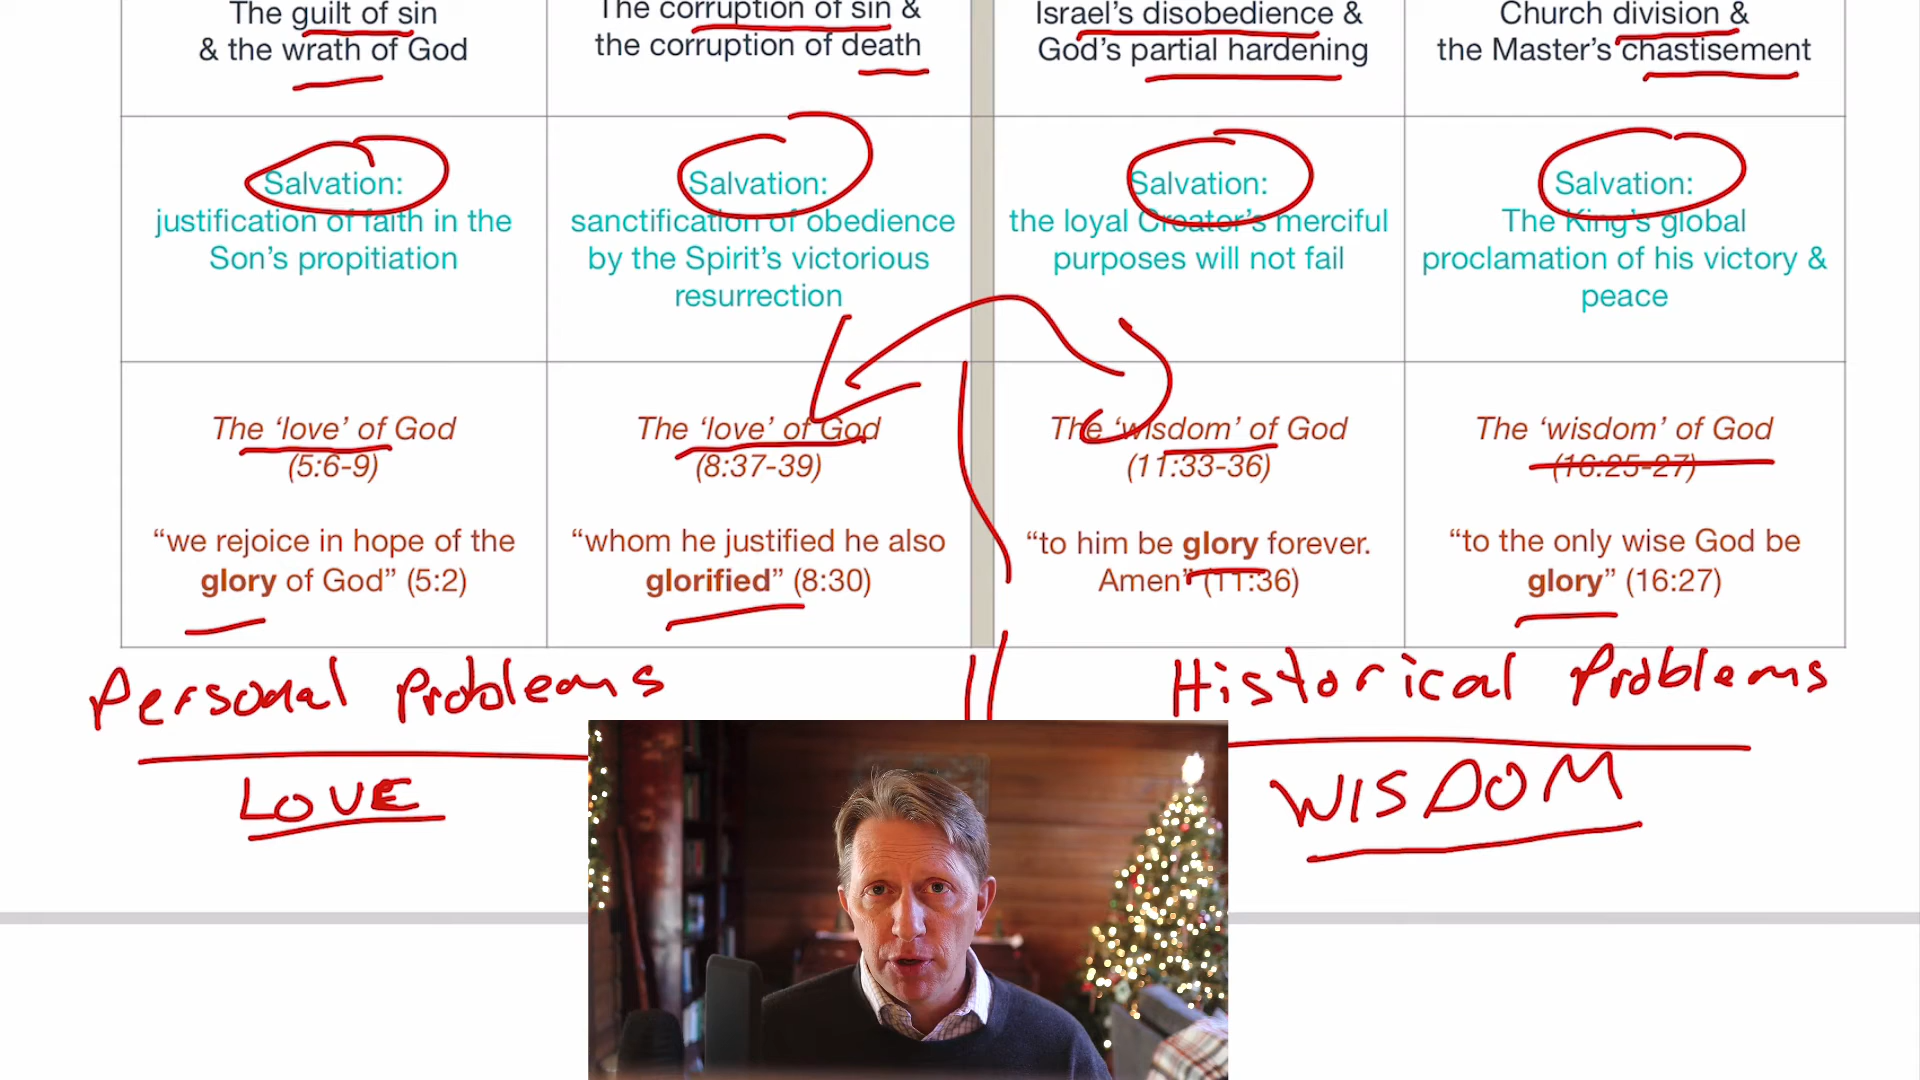 The guilt of sin
& the wrath of God
The corruption of sin &
the corruption of death
Israel's disobedience &
God's partial hardening
Church division &
the Master's chastisement
Salvation:
justification of faith in the
Son's propitiation
Salvation:
sanctification of obedience
by the Spirit's victorious
resurrection
Salvation:
the loyal Creator's merciful
purposes will not fail
Salvation:
The King's global
proclamation of his victory &
peace
The ‘love’ of God
(5:6-9)
“we rejoice in hope of the
glory of God” (5:2)
The ‘love’ of God
(8:37-39)
“whom he justified he also
glorified” (8:30)
The ‘wisdom’ of God
(11:33-36)
“to him be glory forever.
Amen” (11:36)
The ‘wisdom’ of God
(16:25-27)
“to the only wise God be
glory” (16:27)
Personal Problems
LOVE
Historical Problems
WISDOM